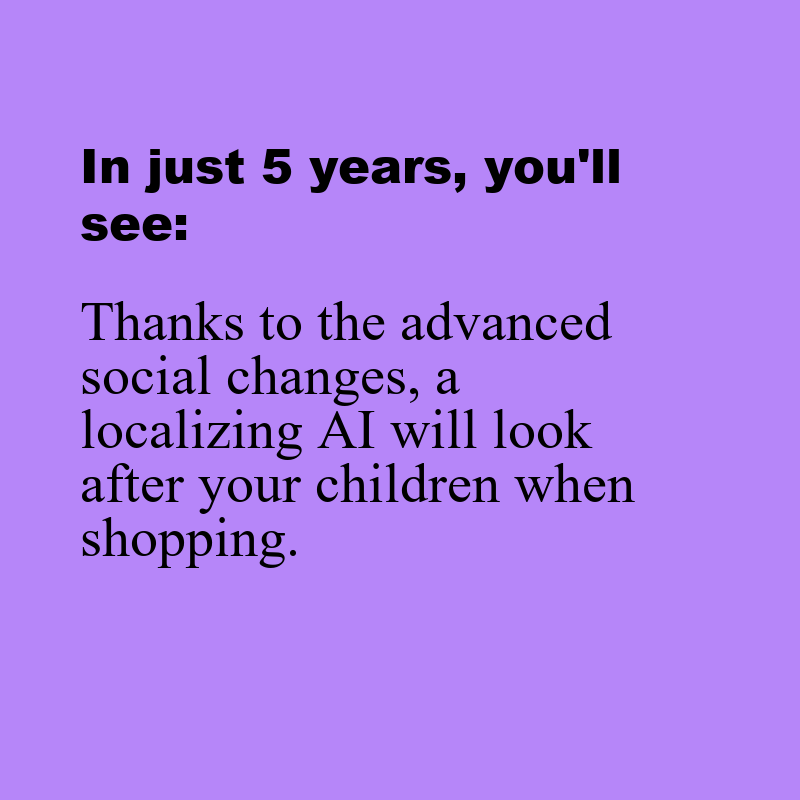 In just 5 years, you'll
see:
Thanks to the advanced
social changes, a
localizing AI will look
after your children when
shopping.